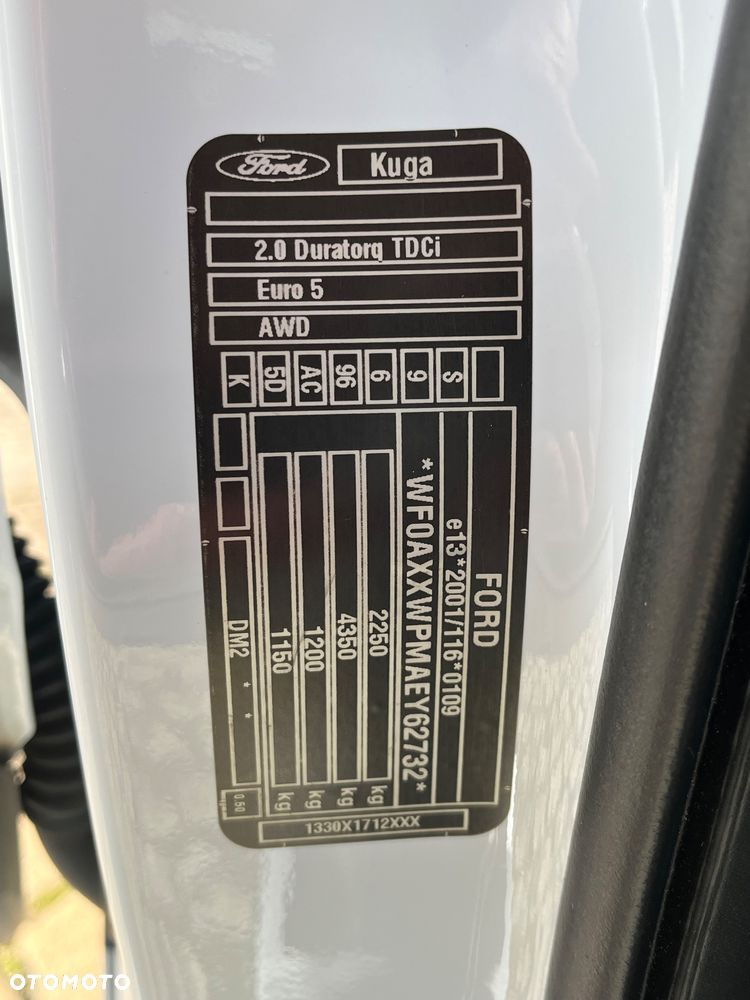 Ford
Kuga
2.0 Duratorq TDCi
Euro 5
AWD
K 5D AC 96 6 9 S
FORD
e13*2001/116*0109
*WF0AXXWPMAEY62732*
2250 kg
4350 kg
1200 kg
1150 kg
DM2 * *
0.50
1330X1712XXX
OTOMOTO